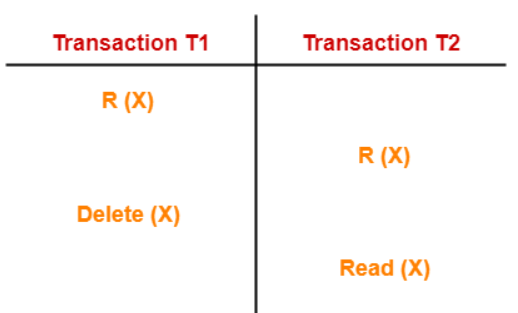 Transaction T1 Transaction T2
R (X)
R (X)
Delete (X)
Read (X)